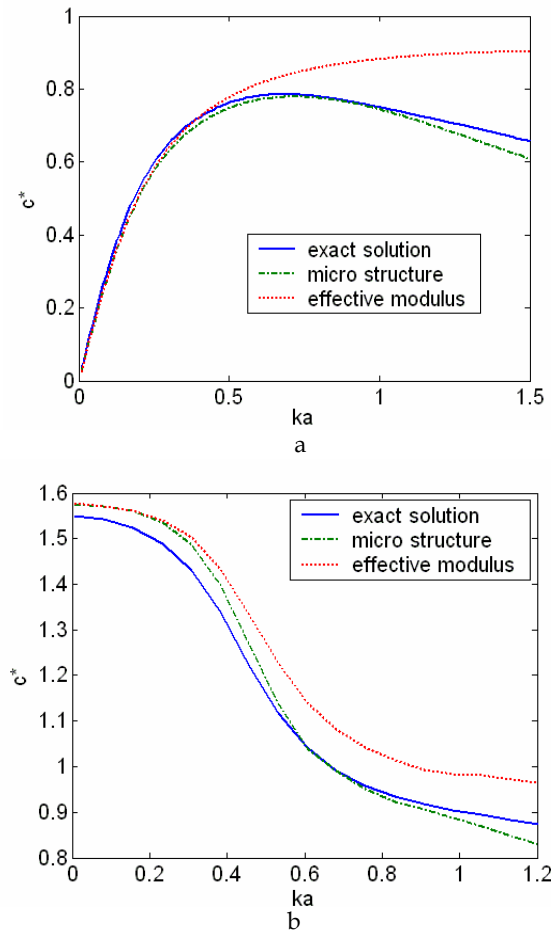 1
0.8
0.6
c*
0.4
exact solution
micro structure
effective modulus
0.2
0
0 0.5 1 1.5
ka
a
1.6
exact solution
micro structure
effective modulus
1.5
1.4
1.3
c*
1.2
1.1
1
0.9
0.8
0 0.2 0.4 0.6 0.8 1 1.2
ka
b